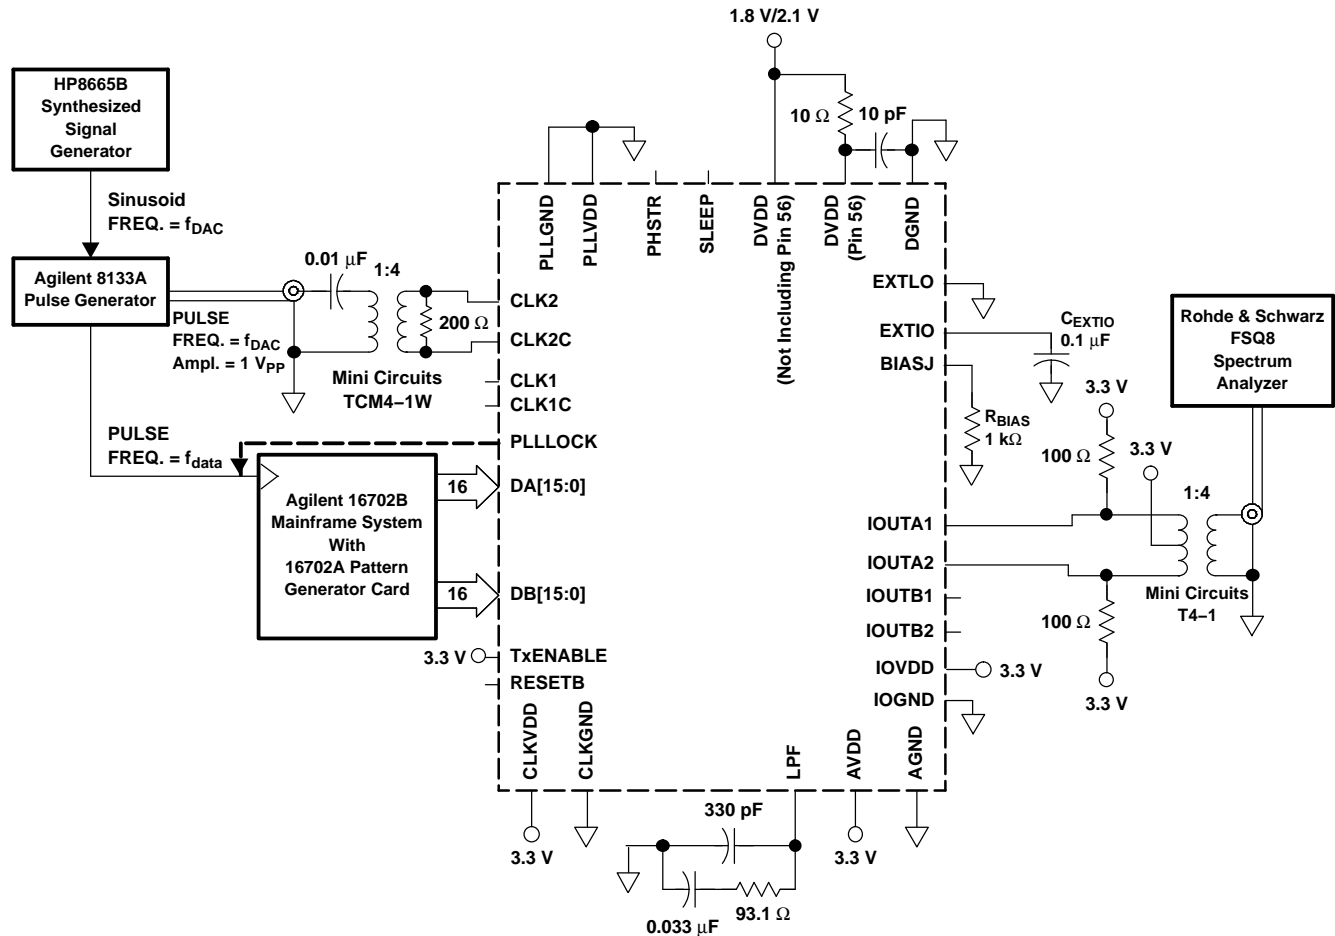 1.8 V/2.1 V
HP8665B
Synthesized
Signal
Generator
10 Ω
10 pF
Sinusoid
FREQ. = fDAC
PLLGND
PLLVDD
PHSTR
SLEEP
DVDD
(Not Including Pin 56)
DVDD
(Pin 56)
DGND
Agilent 8133A
Pulse Generator
0.01 µF
1:4
PULSE
FREQ. = fDAC
Ampl. = 1 VPP
200 Ω
Mini Circuits
TCM4–1W
CLK2
CLK2C
CLK1
CLK1C
PLLLOCK
EXTLO
EXTIO
BIASJ
CEXTIO
0.1 µF
RBIAS
1 kΩ
Rohde & Schwarz
FSQ8
Spectrum
Analyzer
3.3 V
100 Ω
3.3 V
1:4
PULSE
FREQ. = fdata
Agilent 16702B
Mainframe System
With
16702A Pattern
Generator Card
16
DA[15:0]
16
DB[15:0]
IOUTA1
IOUTA2
IOUTB1
IOUTB2
Mini Circuits
T4–1
100 Ω
3.3 V
3.3 V
TxENABLE
RESETB
IOVDD
3.3 V
IOGND
CLKVDD
CLKGND
LPF
AVDD
AGND
3.3 V
330 pF
3.3 V
0.033 µF
93.1 Ω